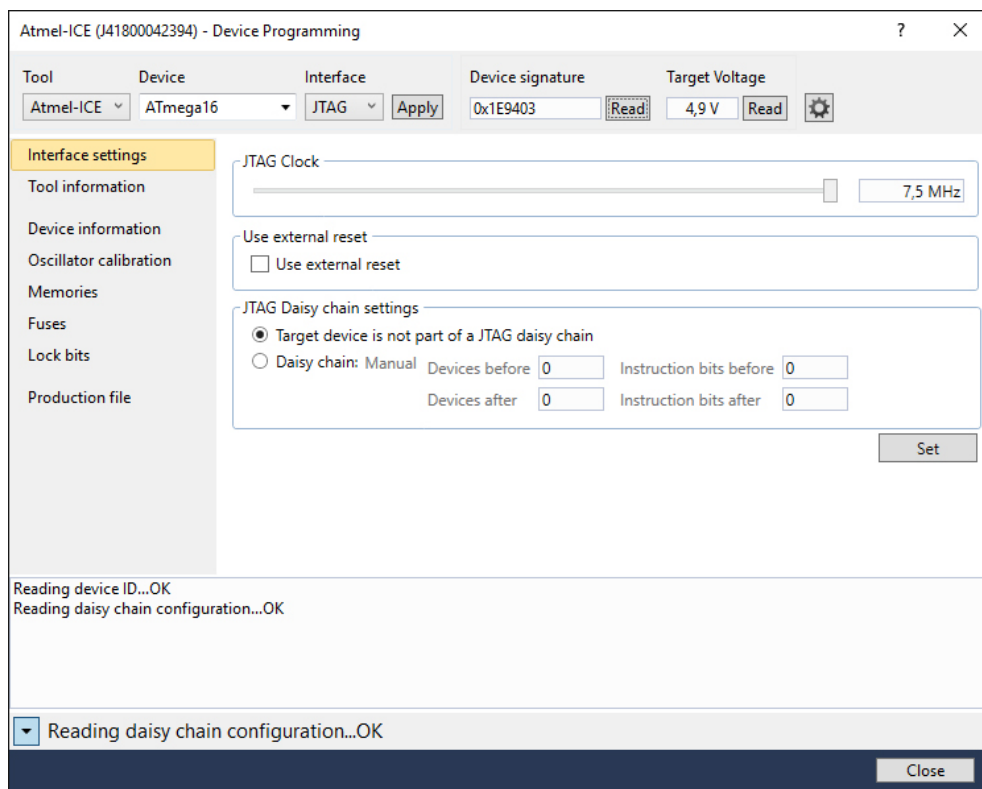 Atmel-ICE (J41800042394) - Device Programming ?
Tool Device Interface Device signature Target Voltage
Atmel-ICE ATmega16 JTAG Apply 0x1E9403 Read 4,9 V Read
Interface settings
Tool information
Device information
Oscillator calibration
Memories
Fuses
Lock bits
Production file
JTAG Clock
7,5 MHz
Use external reset
Use external reset
JTAG Daisy chain settings
Target device is not part of a JTAG daisy chain
Daisy chain: Manual Devices before 0 Instruction bits before 0
Devices after 0 Instruction bits after 0
Set
Reading device ID...OK
Reading daisy chain configuration...OK
Reading daisy chain configuration...OK
Close